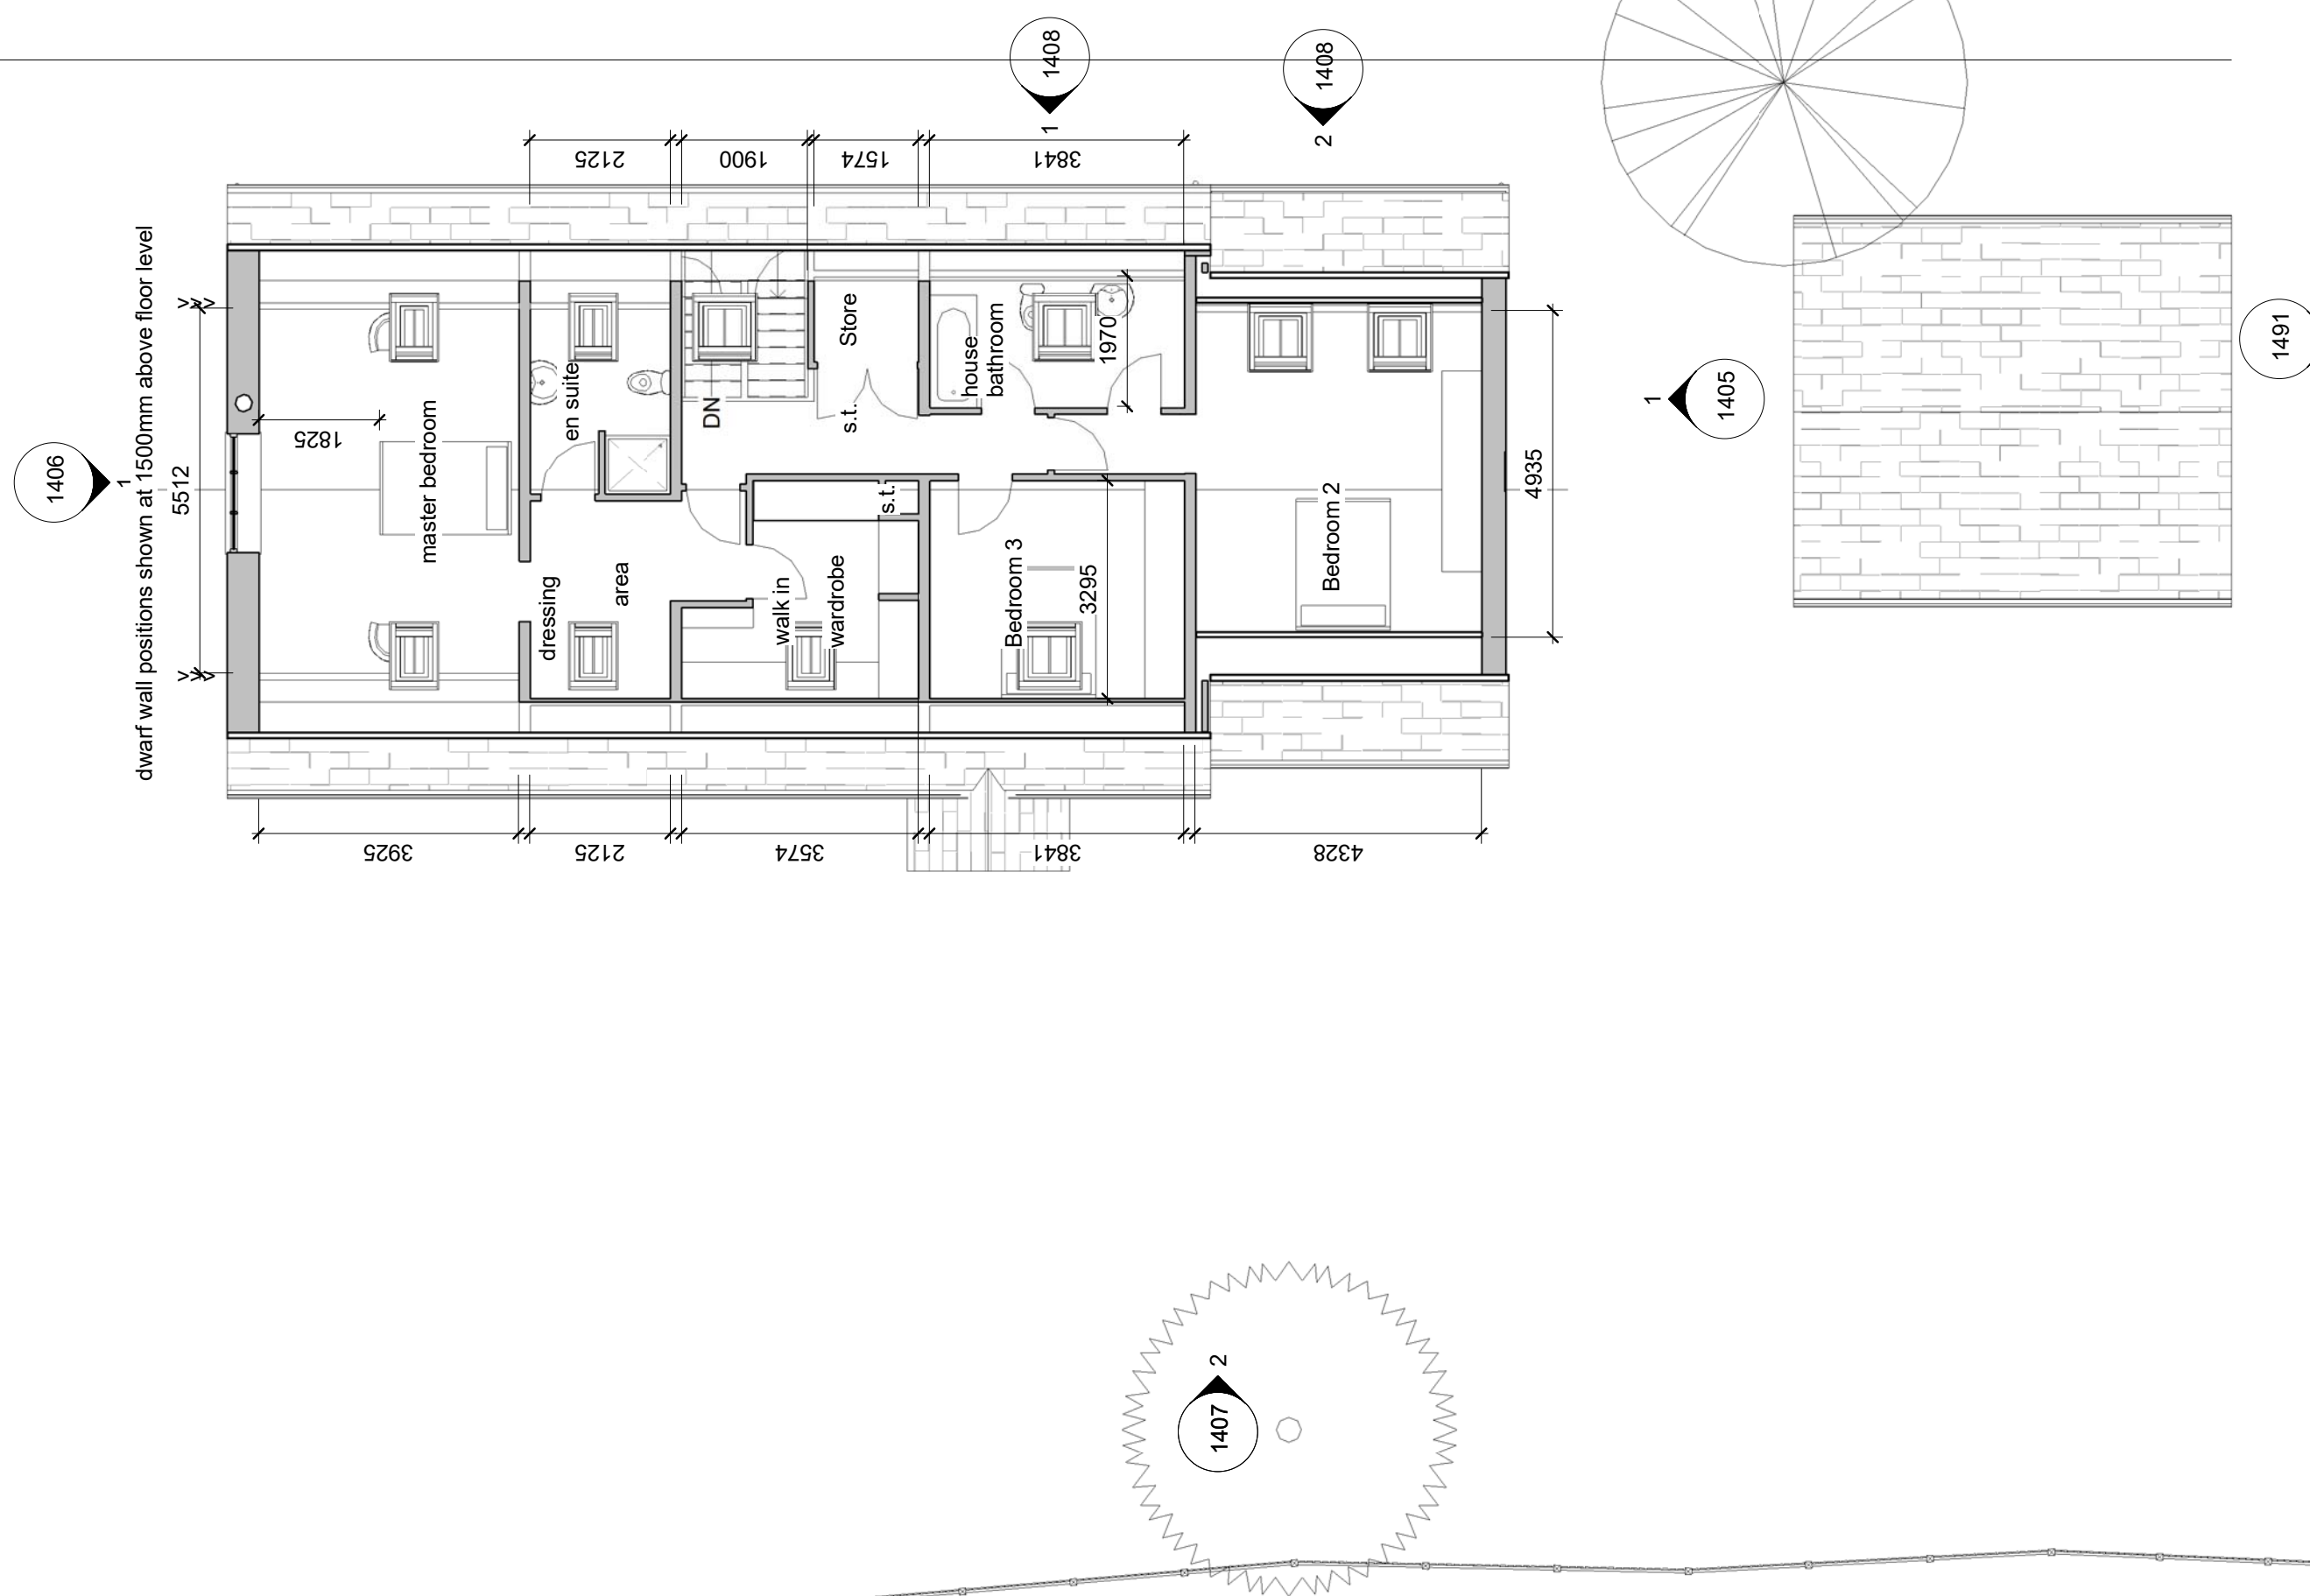 1408
1
1408
2
2125
1900
1574
3841
dwarf wall positions shown at 1500mm above floor level
1406
1
5512
1825
master bedroom
en suite
DN
Store
s.t.
house
bathroom
1970
dressing
area
walk in
wardrobe
s.t.
Bedroom 3
3295
Bedroom 2
4935
1
1405
1491
3925
2125
3574
3841
4328
1407
2